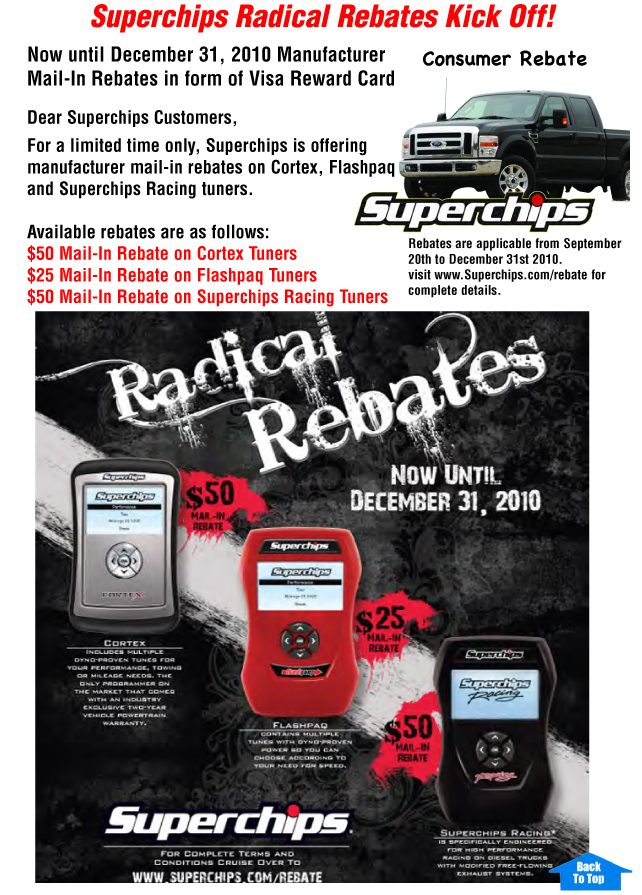 Superchips Radical Rebates Kick Off!
Now until December 31, 2010 Manufacturer
Mail-In Rebates in form of Visa Reward Card
Dear Superchips Customers,
For a limited time only, Superchips is offering
manufacturer mail-in rebates on Cortex, Flashpaq
and Superchips Racing tuners.
Available rebates are as follows:
$50 Mail-In Rebate on Cortex Tuners
$25 Mail-In Rebate on Flashpaq Tuners
$50 Mail-In Rebate on Superchips Racing Tuners
Consumer Rebate
Superchips
Rebates are applicable from September
20th to December 31st 2010.
visit www.Superchips.com/rebate for
complete details.
Radical
Rebates
Now Until
December 31, 2010
Superchips
Superchips
Performance
Tow
CORTEX
$50
MAIL-IN
REBATE
Cortex
includes multiple
dyno-proven tunes for
your performance, towing
or mileage needs. The
only programmer on
the market that comes
with an industry
exclusive two-year
vehicle powertrain
warranty.
Superchips
Superchips
Performance
Tow
flashpaq
$25
MAIL-IN
REBATE
Flashpaq
contains multiple
tunes with dyno-proven
power so you can
choose according to
your need for speed.
Superchips
Superchips
Racing
$50
MAIL-IN
REBATE
Superchips Racing*
is specifically engineered
for high performance
racing on diesel trucks
with modified free-flowing
exhaust systems.
Superchips
For Complete Terms and
Conditions Cruise Over To
www.superchips.com/rebate
Back
To Top